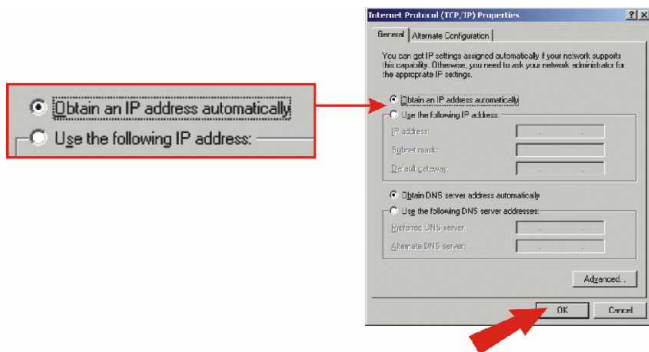 Obtain an IP address automatically
Use the following IP address:
Internet Protocol (TCP/IP) Properties
General
Alternate Configuration
You can get IP settings assigned automatically if your network supports
this capability. Otherwise, you need to ask your network administrator for
the appropriate IP settings.
Obtain an IP address automatically
Use the following IP address:
IP address:
Subnet mask:
Default gateway:
Obtain DNS server address automatically
Use the following DNS server addresses:
Preferred DNS server:
Alternate DNS server:
Advanced...
OK
Cancel